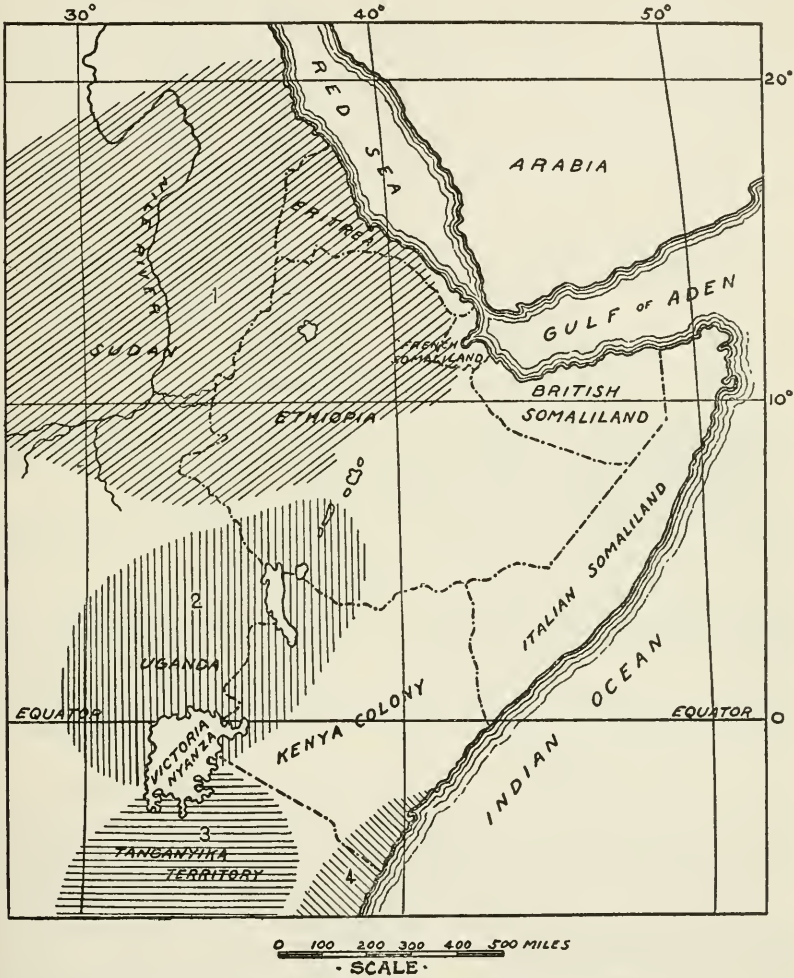 30° 40° 50°
20°
RED SEA
ARABIA
NILE RIVER
ERITREA
1
GULF OF ADEN
SUDAN
FRENCH
SOMALILAND
BRITISH
SOMALILAND
10°
ETHIOPIA
ITALIAN SOMALILAND
2
UGANDA
EQUATOR
KENYA COLONY
INDIAN OCEAN
EQUATOR
0
VICTORIA
NYANZA
3
TANGANYIKA
TERRITORY
4
0 100 200 300 400 500 MILES
· SCALE ·